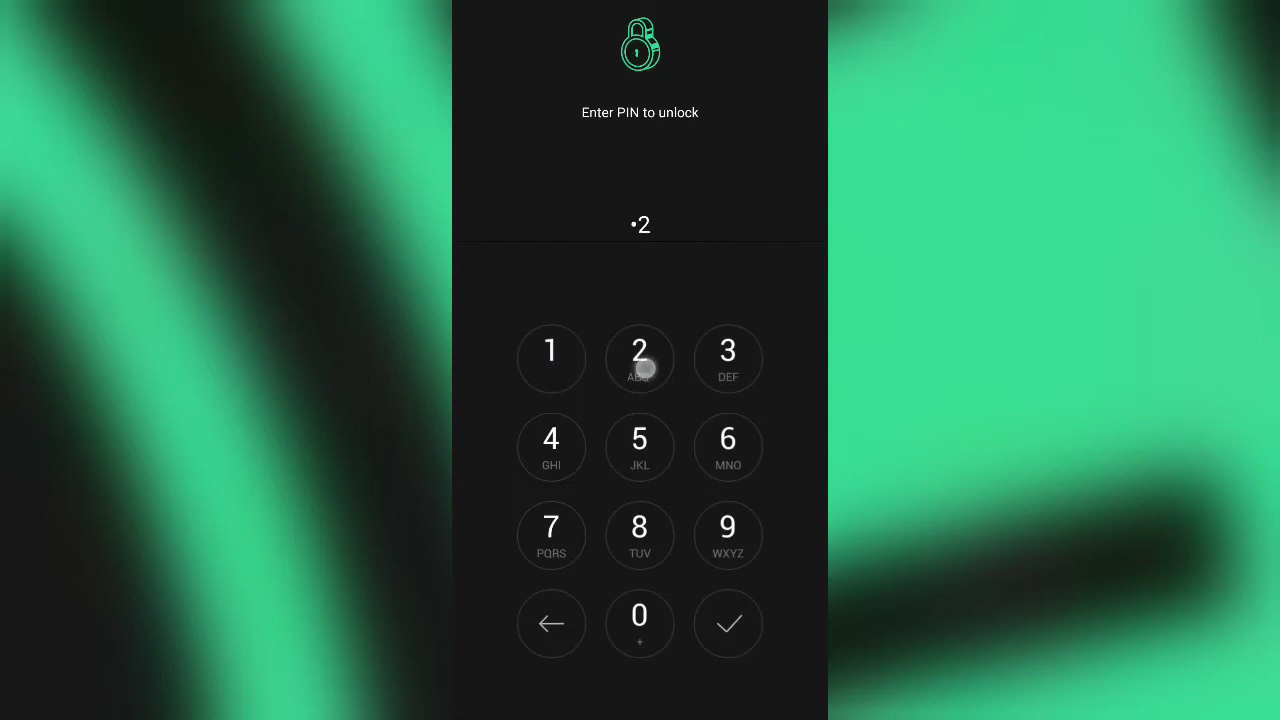 Enter PIN to unlock
•2
1 2 3
ABC DEF
4 5 6
GHI JKL MNO
7 8 9
PQRS TUV WXYZ
0
+